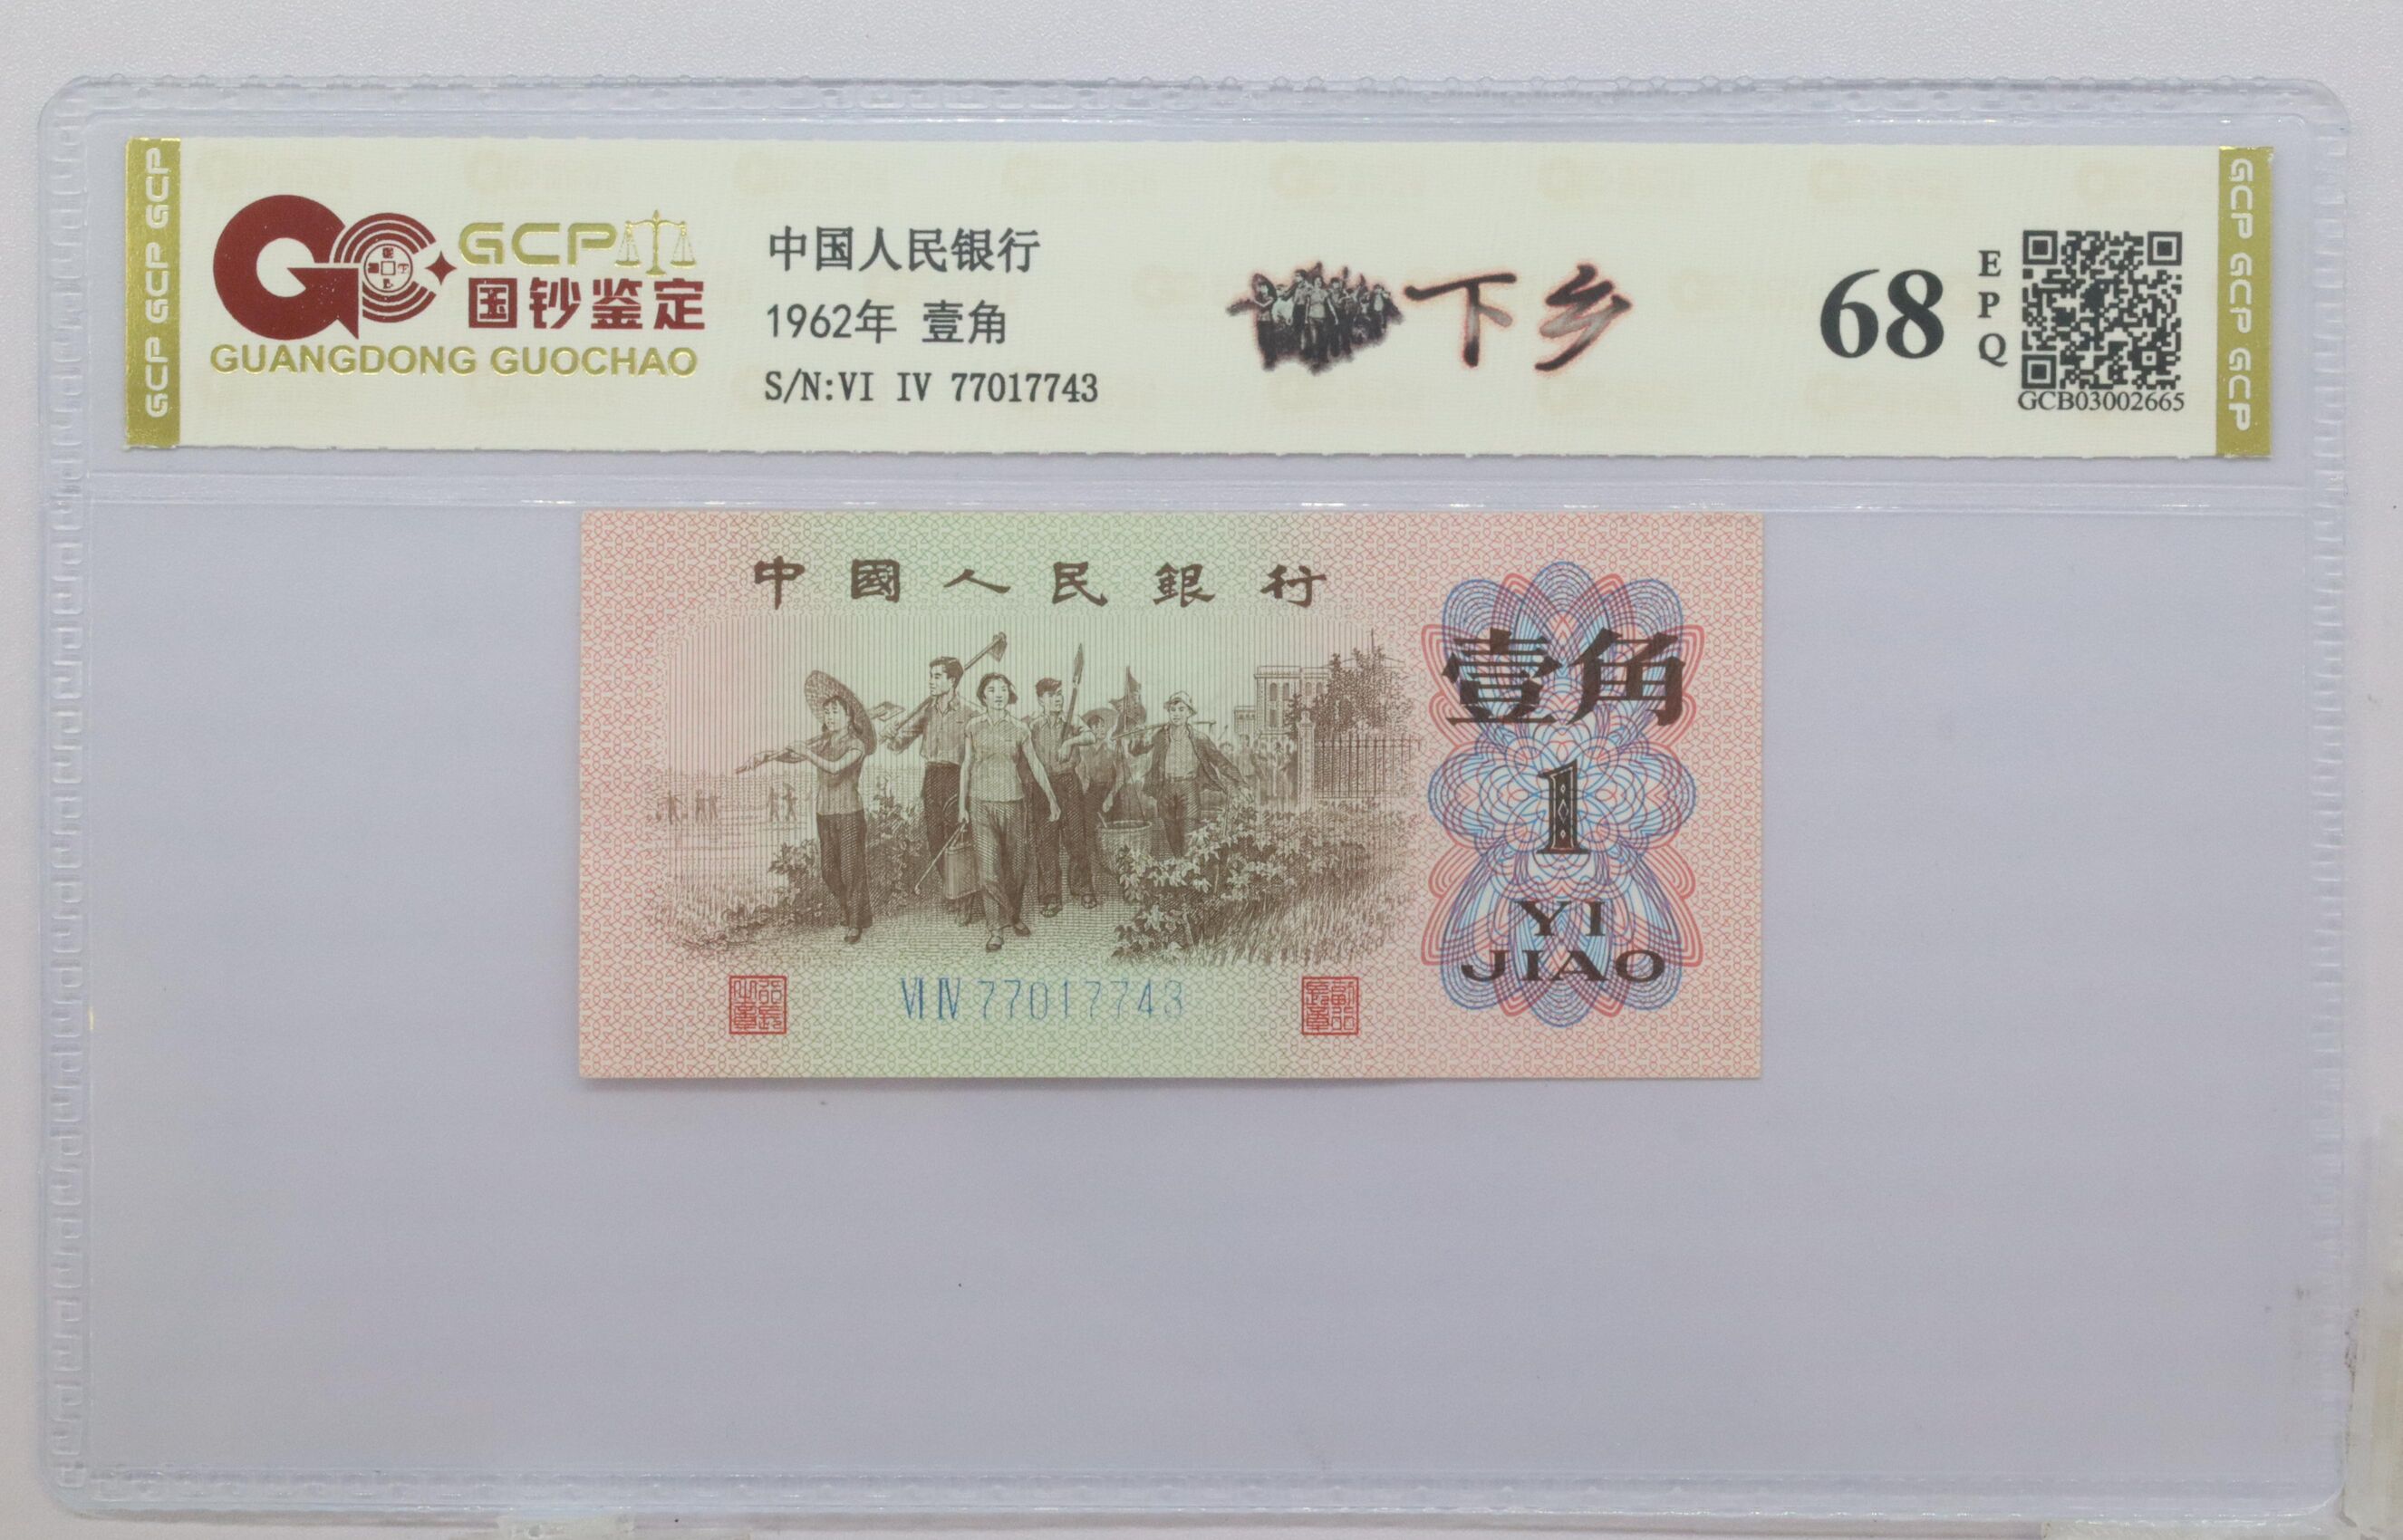 GCP GCP GCP
GCP
国钞鉴定
GUANGDONG GUOCHAO
中国人民银行
1962年 壹角
S/N:VI IV 77017743
下乡
68
EPQ
GCB03002665
GCP GCP GCP
中國人民銀行
壹角
1
YI
JIAO
VI IV 77017743